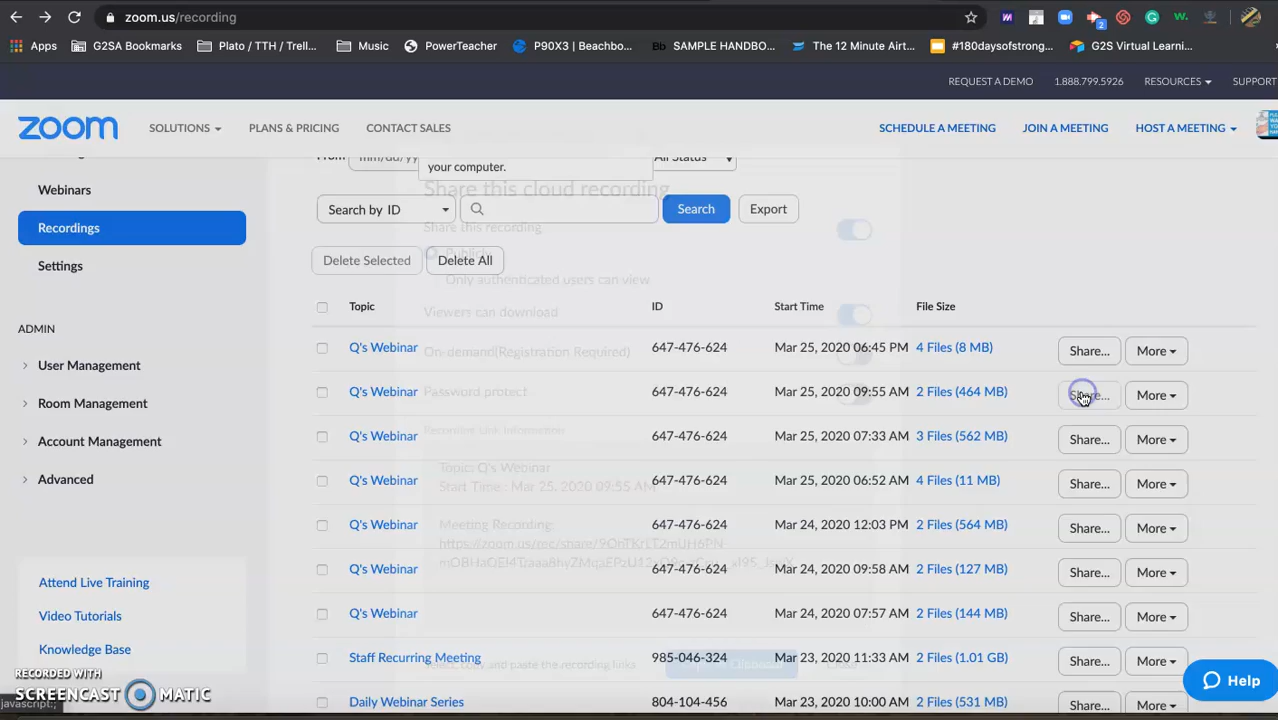 zoom.us/recording
Apps G2SA Bookmarks Plato / TTH / Trell... Music PowerTeacher P90X3 | Beachbo... Bb SAMPLE HANDBO... The 12 Minute Airt... #180daysofstrong... G2S Virtual Learni...
REQUEST A DEMO 1.888.799.5926 RESOURCES SUPPORT
zoom SOLUTIONS PLANS & PRICING CONTACT SALES SCHEDULE A MEETING JOIN A MEETING HOST A MEETING
From mm/dd/yy All Status
your computer.
Share this cloud recording
Webinars
Search by ID Search Export
Recordings
Share this recording
Publicly
Settings
Delete Selected Delete All
Only authenticated users can view
Topic ID Start Time File Size
Viewers can download
ADMIN
Q's Webinar 647-476-624 Mar 25, 2020 06:45 PM 4 Files (8 MB) Share... More
On-demand(Registration Required)
User Management
Q's Webinar 647-476-624 Mar 25, 2020 09:55 AM 2 Files (464 MB) Share... More
Password protect
Room Management
Recording Link Information
Q's Webinar 647-476-624 Mar 25, 2020 07:33 AM 3 Files (562 MB) Share... More
Account Management
Topic: Q's Webinar
Q's Webinar 647-476-624 Mar 25, 2020 06:52 AM 4 Files (11 MB) Share... More
Advanced
Start Time : Mar 25, 2020 09:55 AM
Meeting Recording:
Q's Webinar 647-476-624 Mar 24, 2020 12:03 PM 2 Files (564 MB) Share... More
Q's Webinar 647-476-624 Mar 24, 2020 09:58 AM 2 Files (127 MB) Share... More
Attend Live Training
Q's Webinar 647-476-624 Mar 24, 2020 07:57 AM 2 Files (144 MB) Share... More
Video Tutorials
Knowledge Base
Staff Recurring Meeting 985-046-324 Mar 23, 2020 11:33 AM 2 Files (1.01 GB) Share... More
Select, copy and paste the recording links
Daily Webinar Series 804-104-456 Mar 23, 2020 10:00 AM 2 Files (531 MB) Share... More
Help
RECORDED WITH
SCREENCAST MATIC
javascript:;